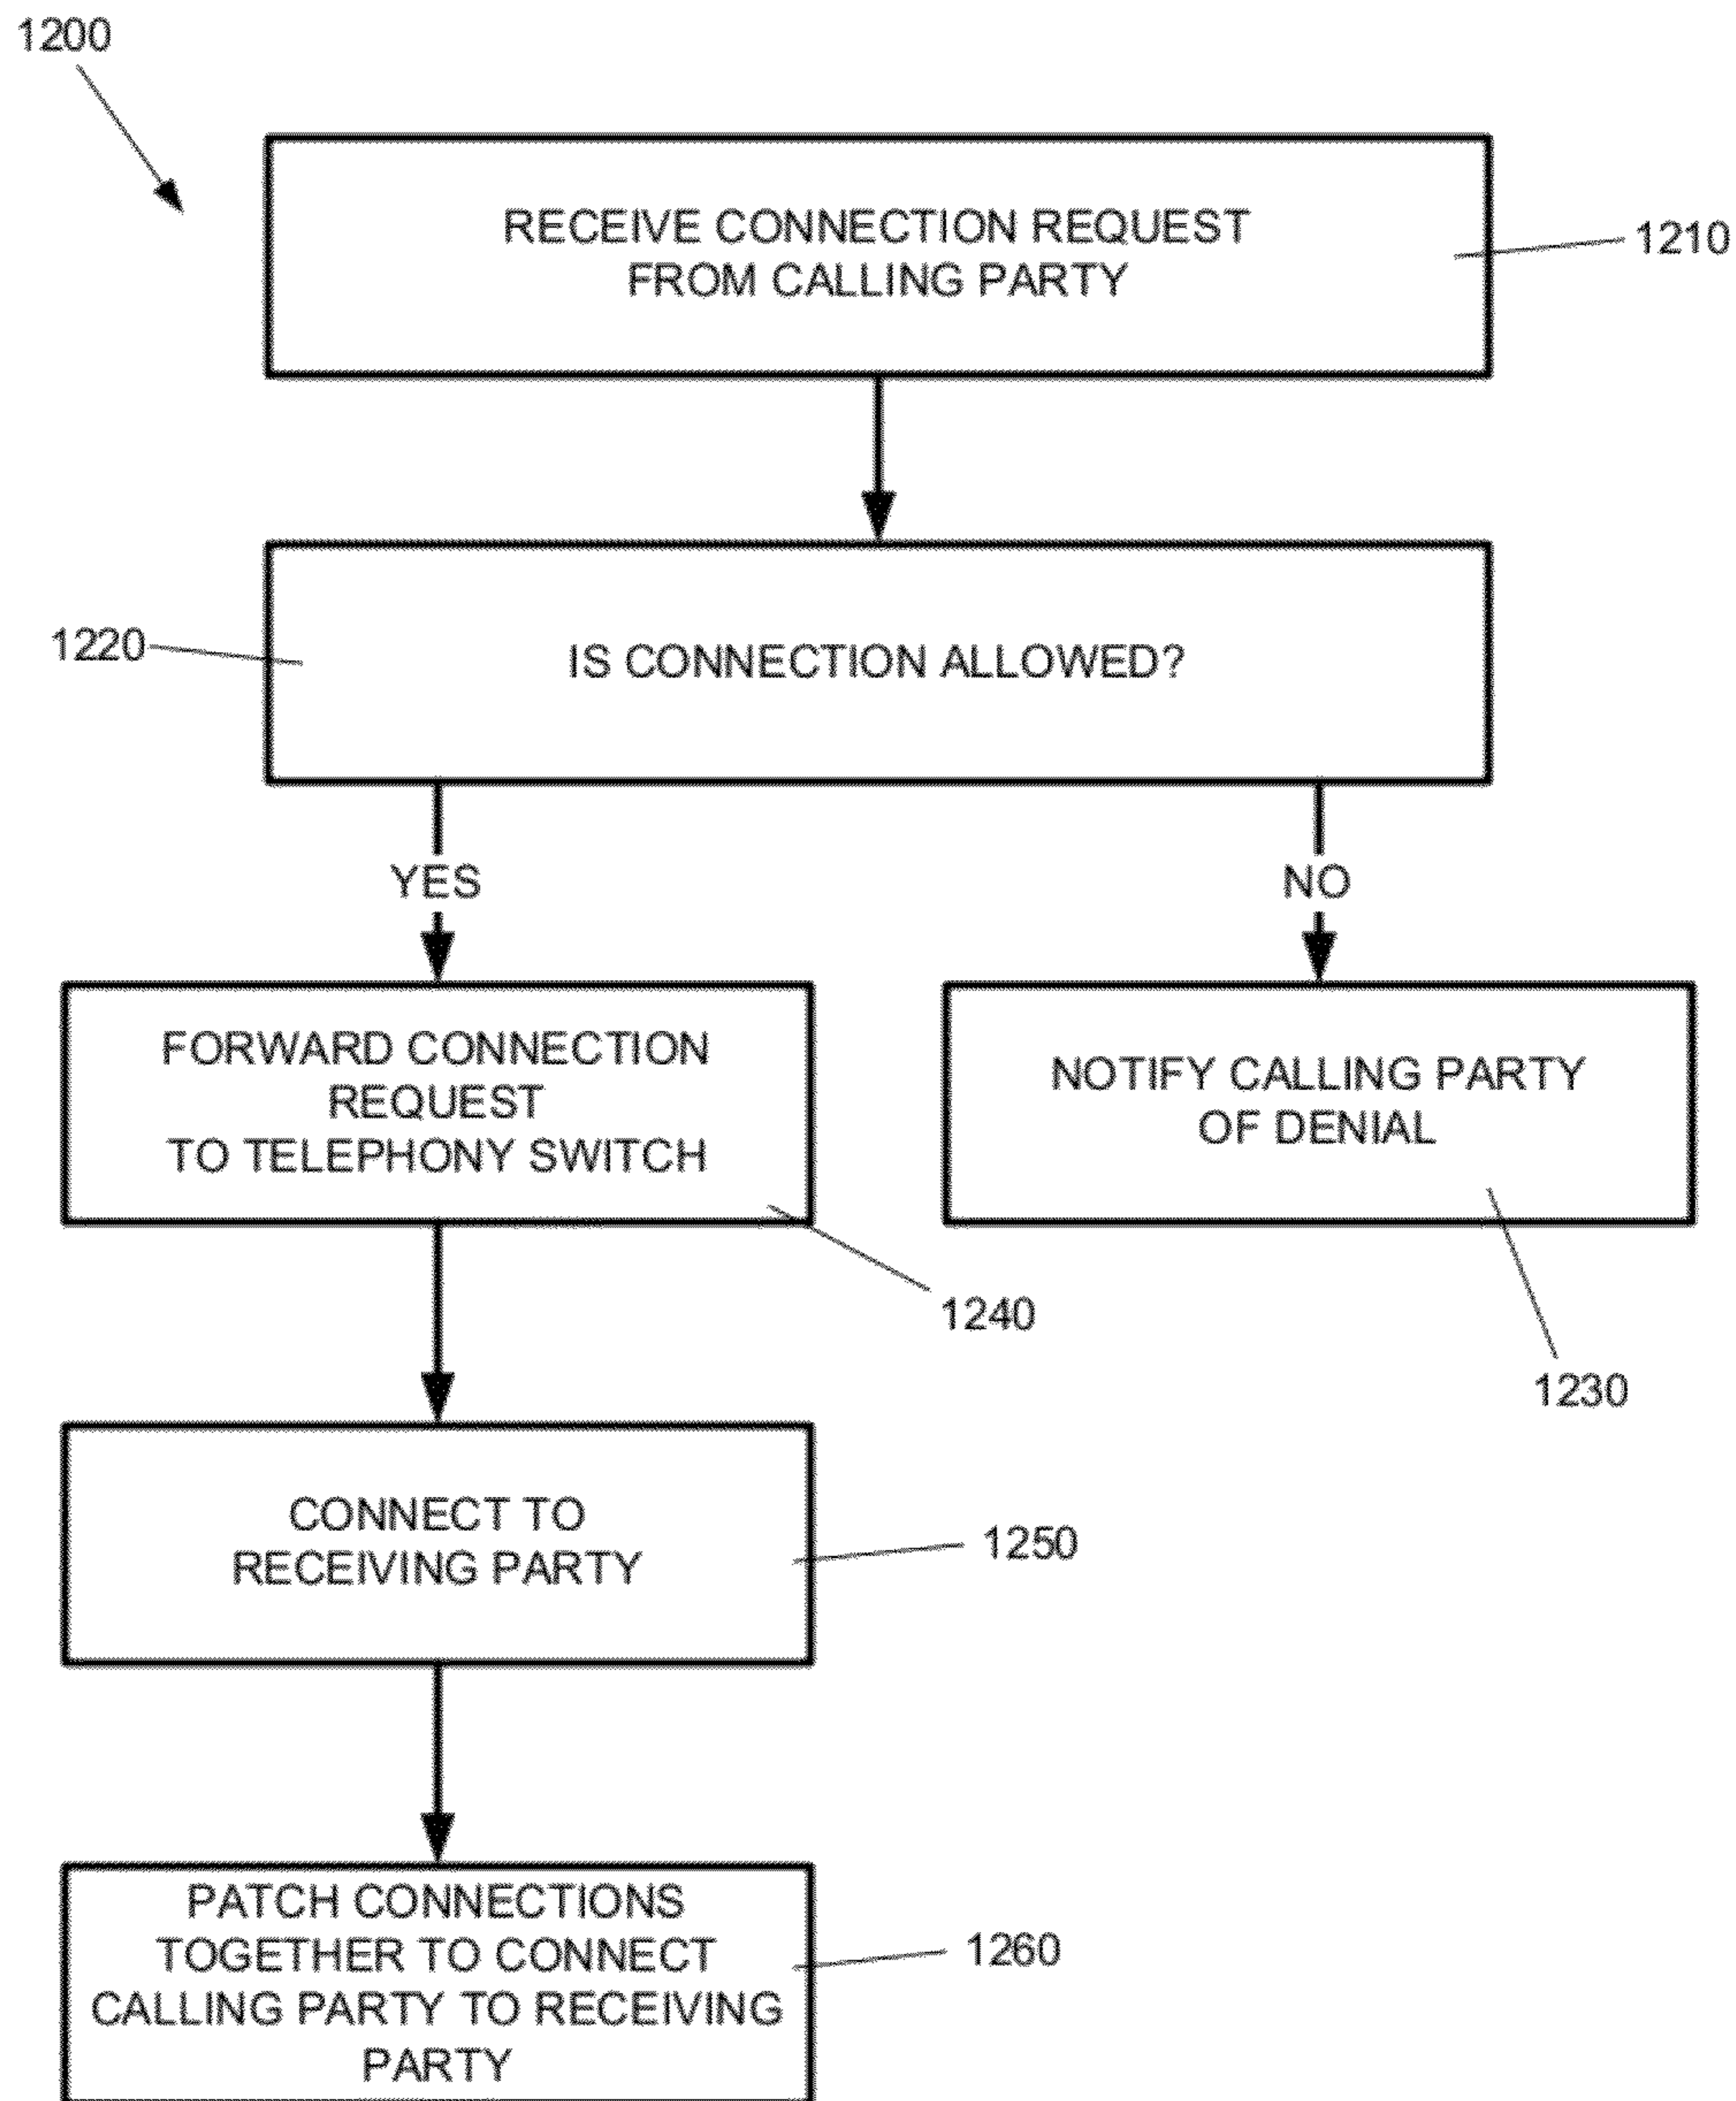 1200
RECEIVE CONNECTION REQUEST
FROM CALLING PARTY
1210
1220
IS CONNECTION ALLOWED?
YES
NO
FORWARD CONNECTION
REQUEST
TO TELEPHONY SWITCH
1240
NOTIFY CALLING PARTY
OF DENIAL
1230
CONNECT TO
RECEIVING PARTY
1250
PATCH CONNECTIONS
TOGETHER TO CONNECT
CALLING PARTY TO RECEIVING
PARTY
1260